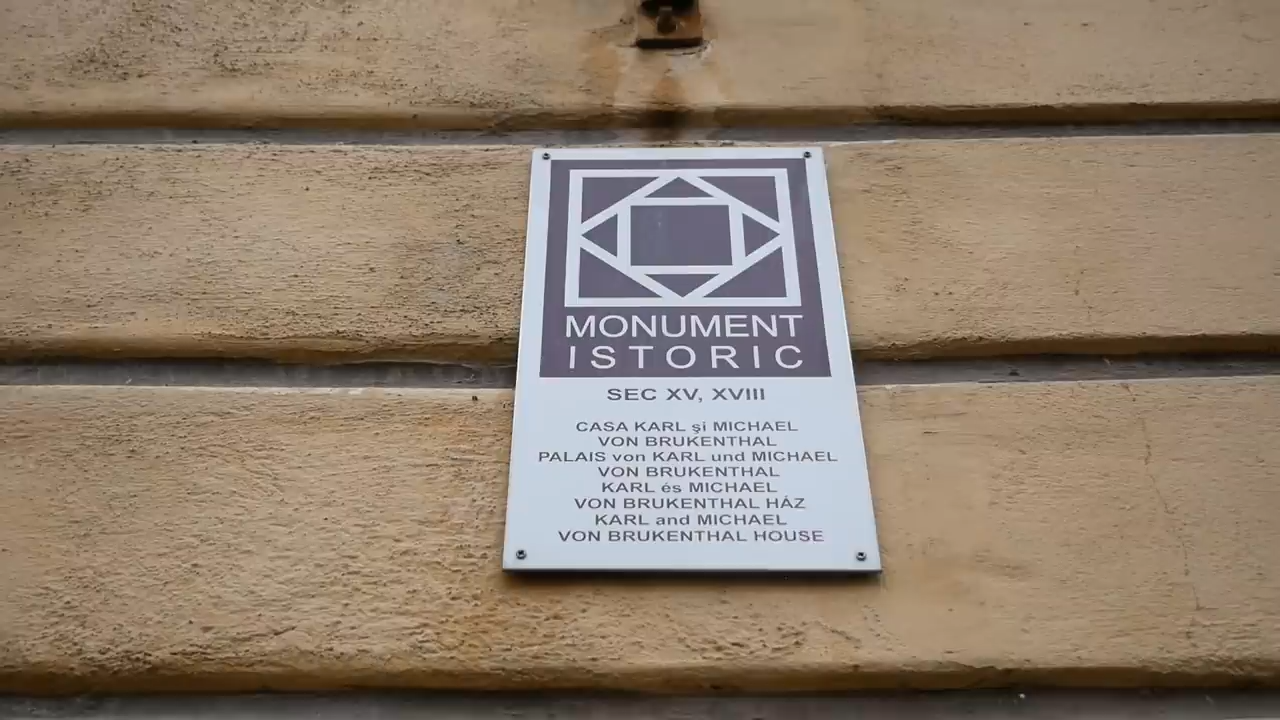 MONUMENT
ISTORIC
SEC XV, XVIII
CASA KARL şi MICHAEL
VON BRUKENTHAL
PALAIS von KARL und MICHAEL
VON BRUKENTHAL
KARL és MICHAEL
VON BRUKENTHAL HÁZ
KARL and MICHAEL
VON BRUKENTHAL HOUSE